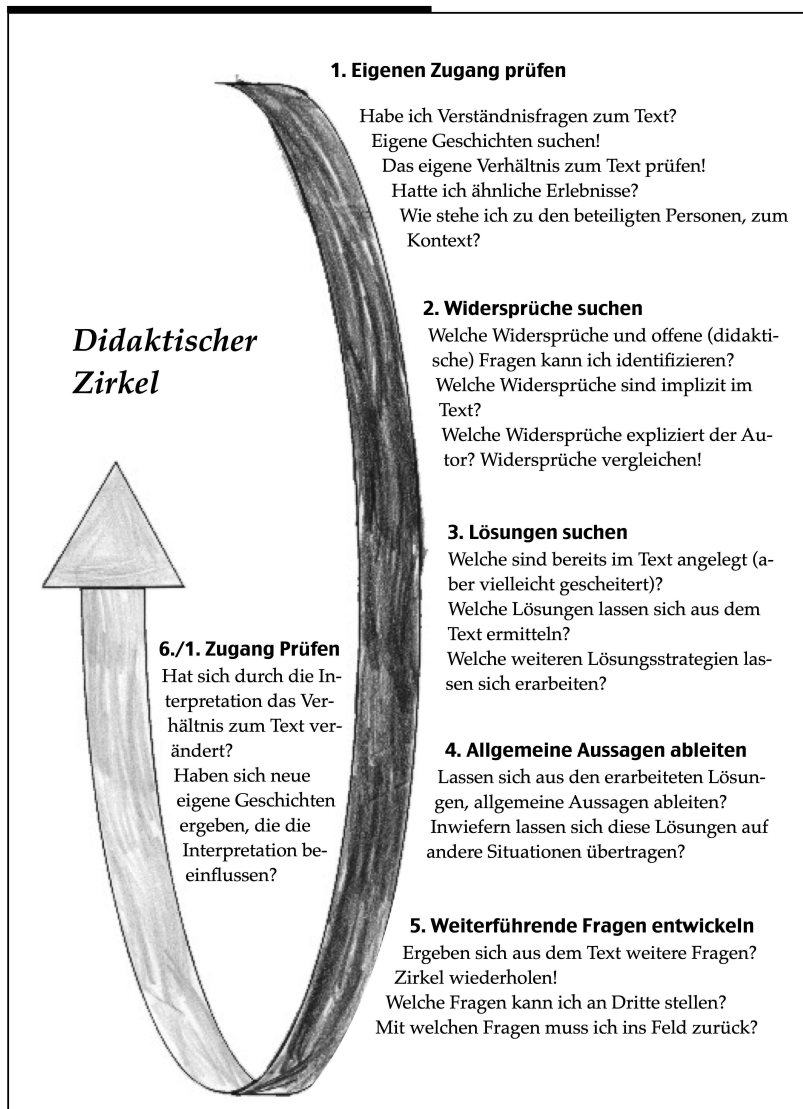 1. Eigenen Zugang prüfen
Habe ich Verständnisfragen zum Text?
Eigene Geschichten suchen!
Das eigene Verhältnis zum Text prüfen!
Hatte ich ähnliche Erlebnisse?
Wie stehe ich zu den beteiligten Personen, zum
Kontext?
Didaktischer
Zirkel
2. Widersprüche suchen
Welche Widersprüche und offene (didakti-
sche) Fragen kann ich identifizieren?
Welche Widersprüche sind implizit im
Text?
Welche Widersprüche expliziert der Au-
tor? Widersprüche vergleichen!
3. Lösungen suchen
Welche sind bereits im Text angelegt (a-
ber vielleicht gescheitert)?
Welche Lösungen lassen sich aus dem
Text ermitteln?
Welche weiteren Lösungsstrategien las-
sen sich erarbeiten?
4. Allgemeine Aussagen ableiten
Lassen sich aus den erarbeiteten Lösun-
gen, allgemeine Aussagen ableiten?
Inwiefern lassen sich diese Lösungen auf
andere Situationen übertragen?
5. Weiterführende Fragen entwickeln
Ergeben sich aus dem Text weitere Fragen?
Zirkel wiederholen!
Welche Fragen kann ich an Dritte stellen?
Mit welchen Fragen muss ich ins Feld zurück?
6./1. Zugang Prüfen
Hat sich durch die In-
terpretation das Ver-
hältnis zum Text ver-
ändert?
Haben sich neue
eigene Geschichten
ergeben, die die
Interpretation be-
einflussen?